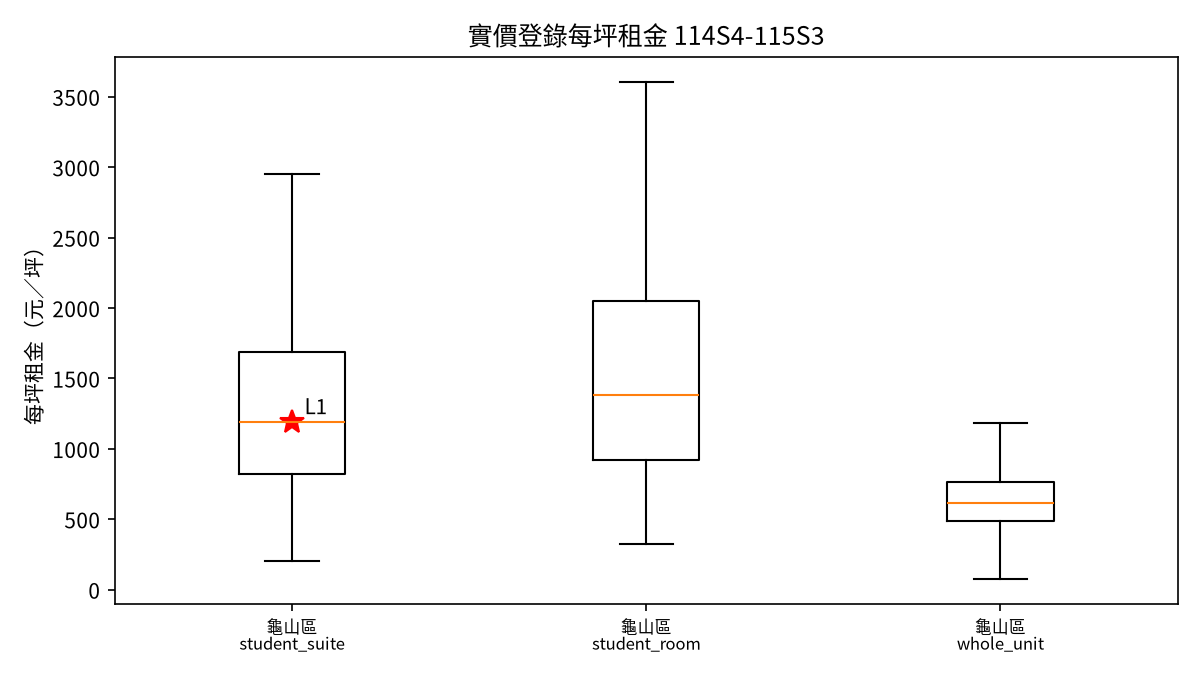 實價登錄每坪租金 114S4-115S3
每坪租金（元／坪）
3500
3000
2500
2000
1500
1000
500
0
L1
龜山區
student_suite
龜山區
student_room
龜山區
whole_unit